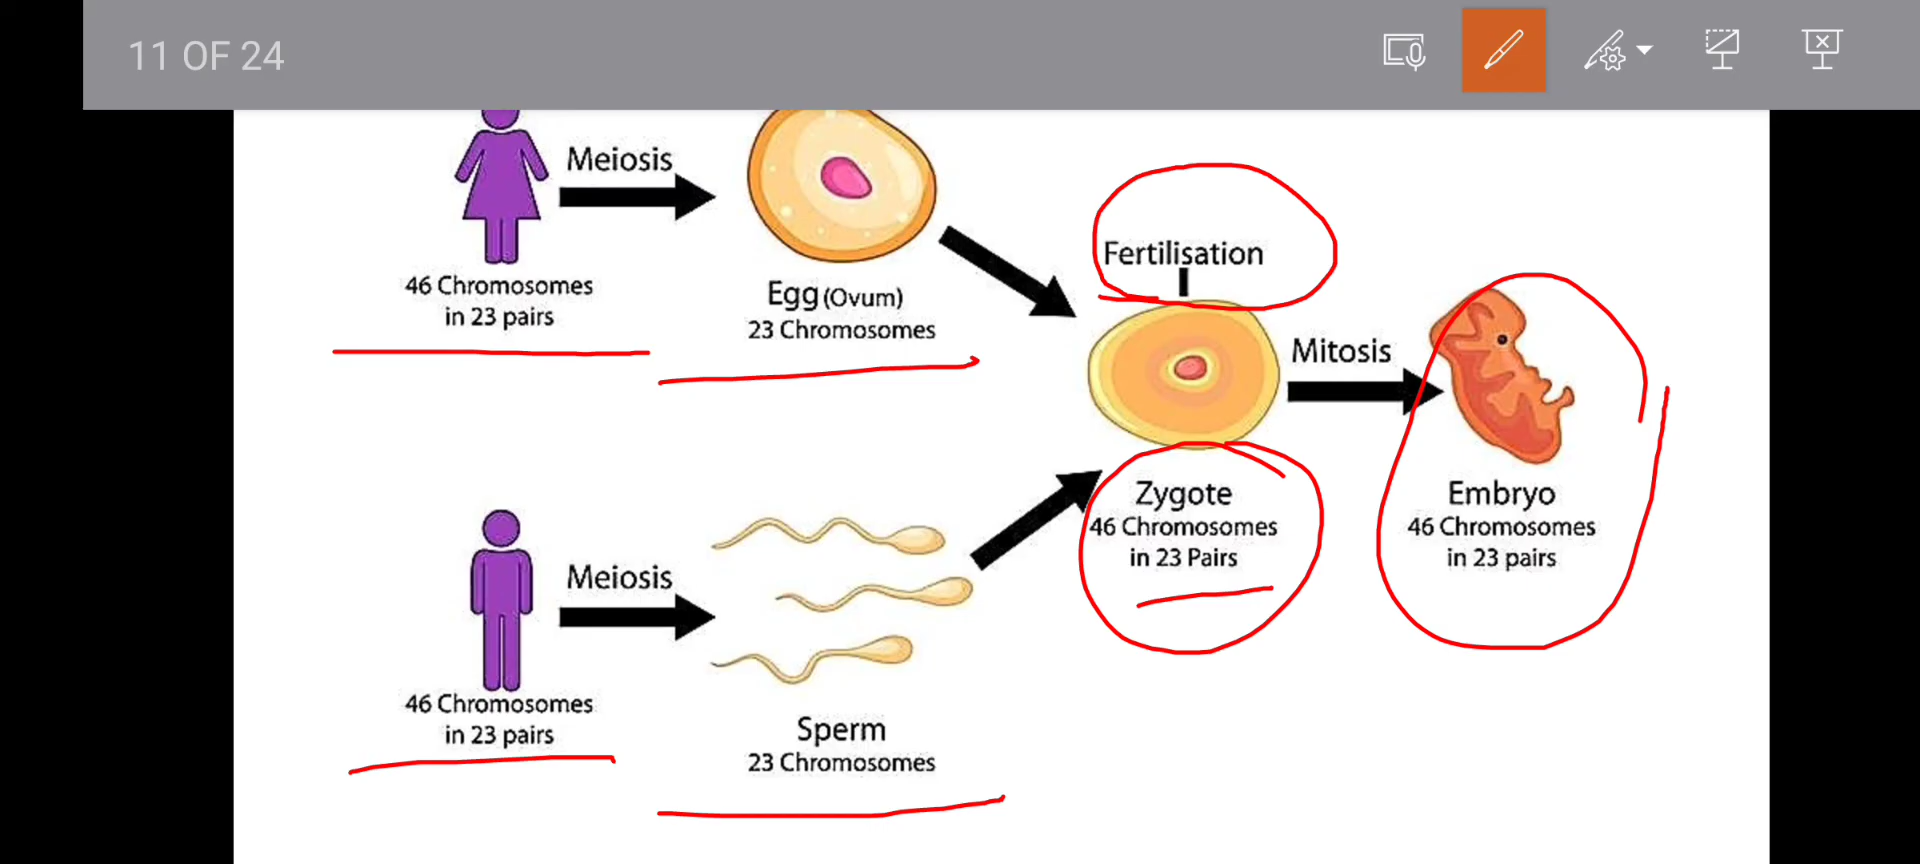 11 OF 24
Meiosis
46 Chromosomes
in 23 pairs
Egg (Ovum)
23 Chromosomes
Fertilisation
Mitosis
Zygote
46 Chromosomes
in 23 Pairs
Embryo
46 Chromosomes
in 23 pairs
Meiosis
46 Chromosomes
in 23 pairs
Sperm
23 Chromosomes